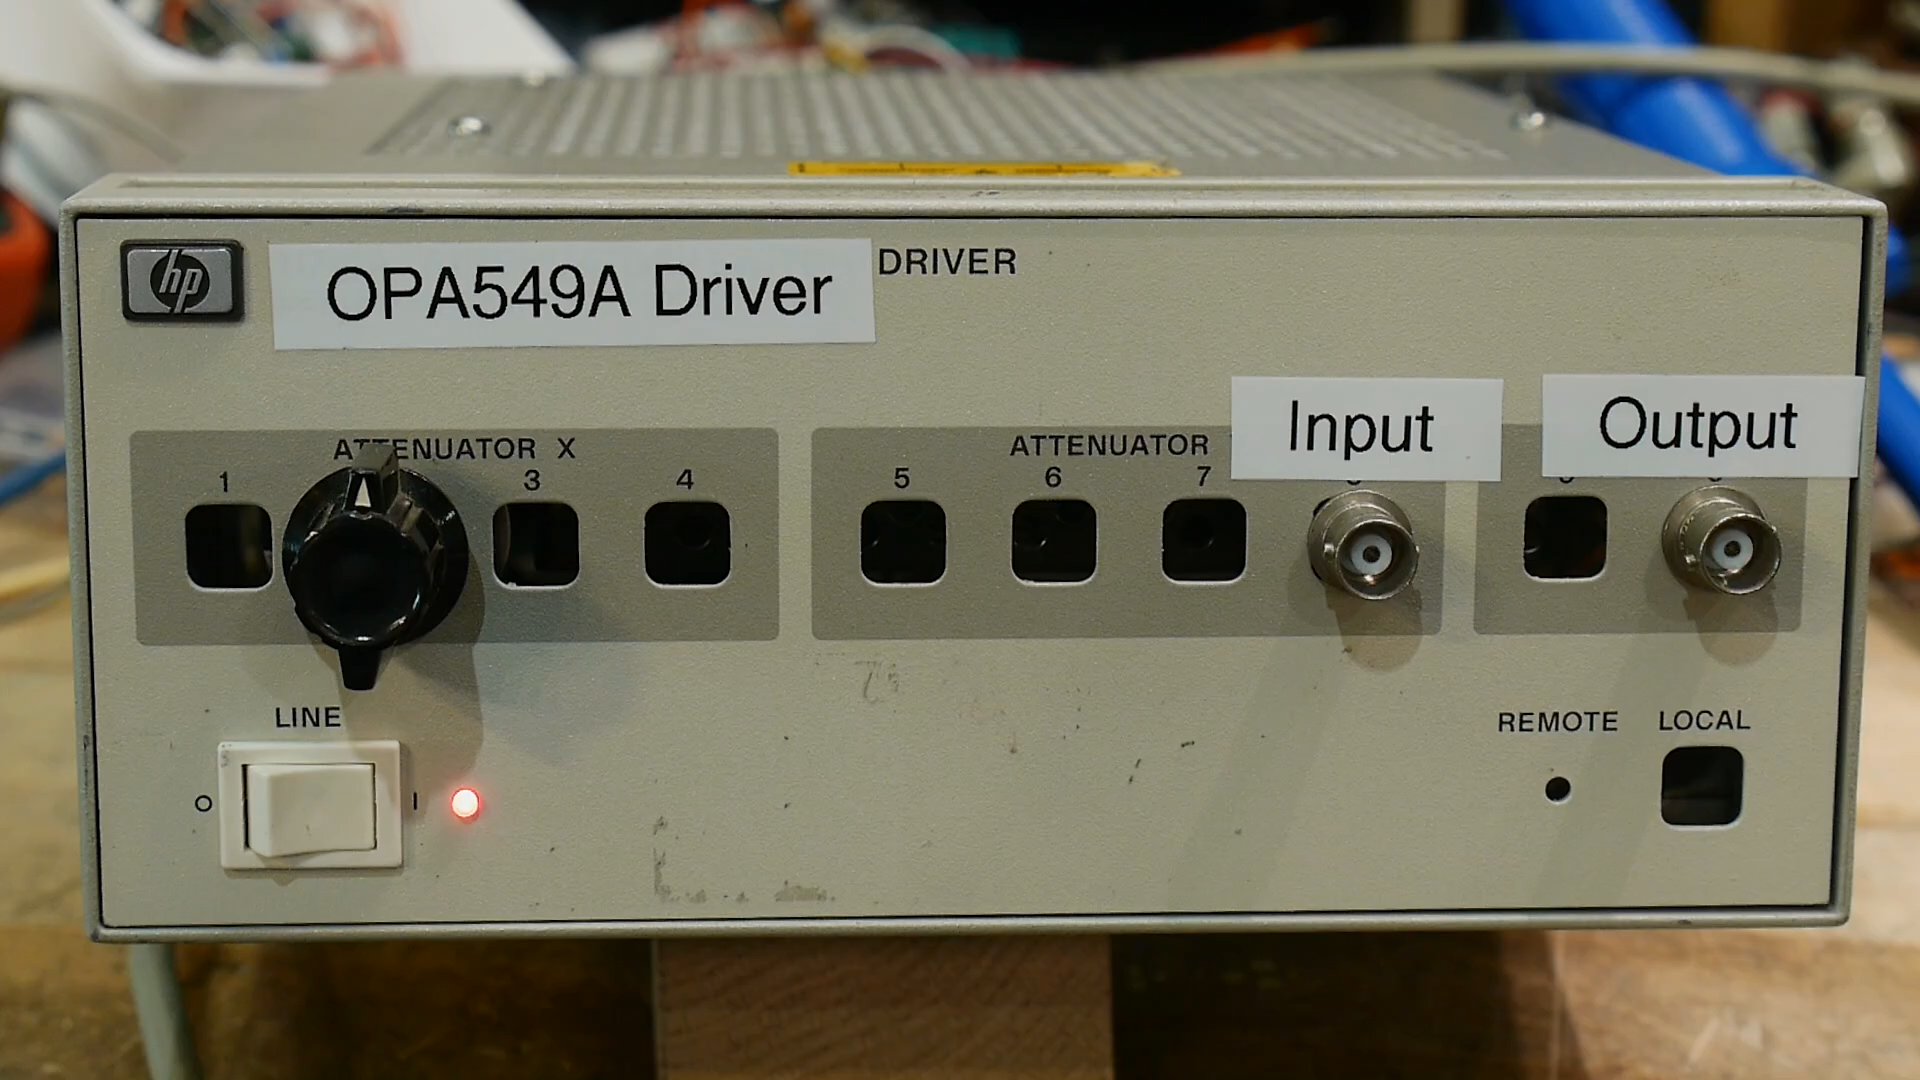 hp
OPA549A Driver
DRIVER
Input
Output
ATTENUATOR X
ATTENUATOR
1
3
4
5
6
7
LINE
O
I
REMOTE
LOCAL